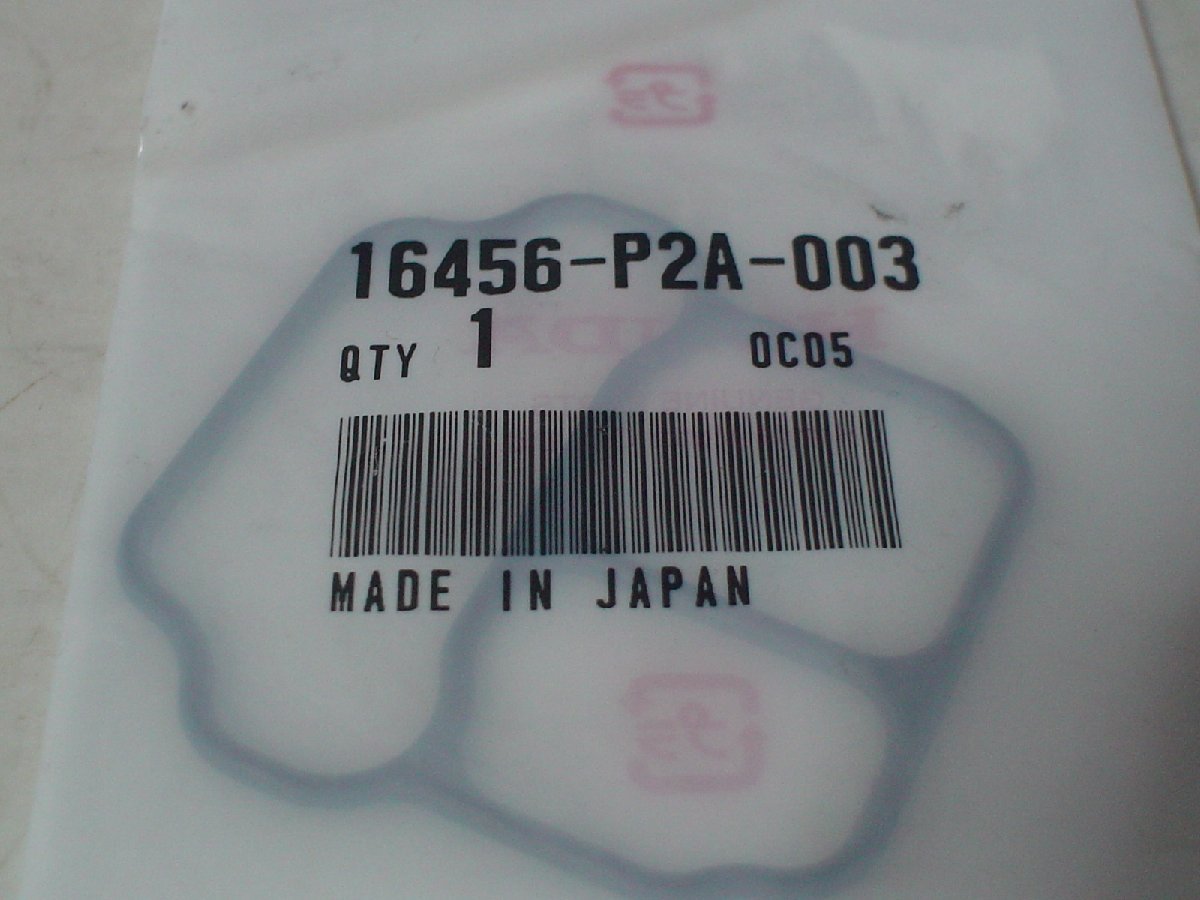 16456-P2A-003
QTY 1 0C05
MADE IN JAPAN